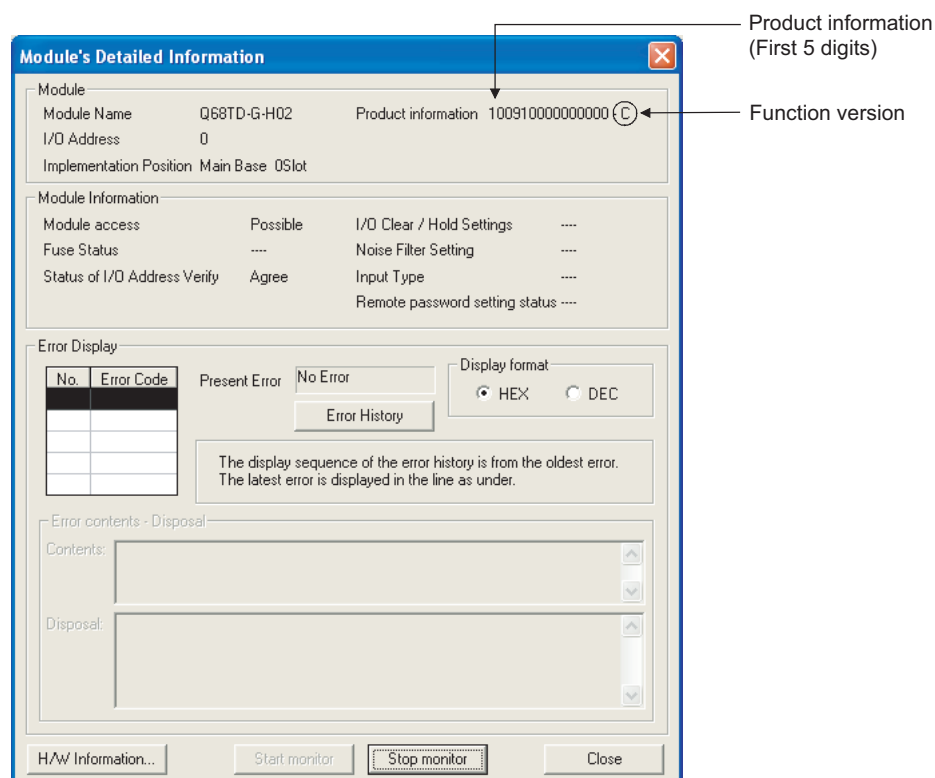 Product information
(First 5 digits)
Module's Detailed Information
Module
Module Name Q68TD-G-H02 Product information 100910000000000 - C
Function version
I/O Address 0
Implementation Position Main Base 0Slot
Module Information
Module access Possible I/O Clear / Hold Settings ----
Fuse Status ---- Noise Filter Setting ----
Status of I/O Address Verify Agree Input Type ----
Remote password setting status ----
Error Display
No. Error Code
Present Error No Error
Display format
HEX DEC
Error History
The display sequence of the error history is from the oldest error.
The latest error is displayed in the line as under.
Error contents - Disposal
Contents:
Disposal:
H/W Information... Start monitor Stop monitor Close